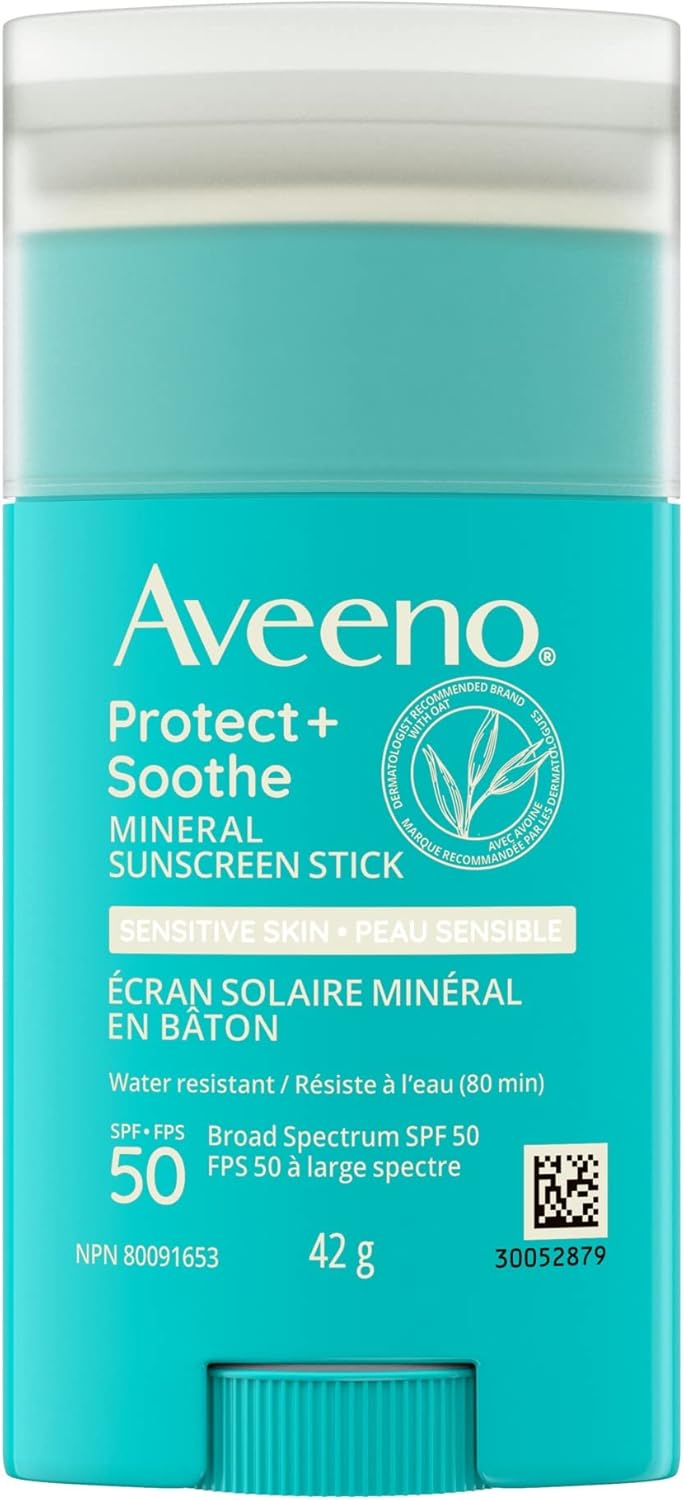 Aveeno®
Protect +
Soothe
MINERAL
SUNSCREEN STICK
DERMATOLOGIST RECOMMENDED BRAND
WITH OAT
AVEC AVOINE
MARQUE RECOMMANDÉE PAR LES DERMATOLOGUES
SENSITIVE SKIN • PEAU SENSIBLE
ÉCRAN SOLAIRE MINÉRAL
EN BÂTON
Water resistant / Résiste à l'eau (80 min)
SPF•FPS
50
Broad Spectrum SPF 50
FPS 50 à large spectre
NPN 80091653
42 g
30052879